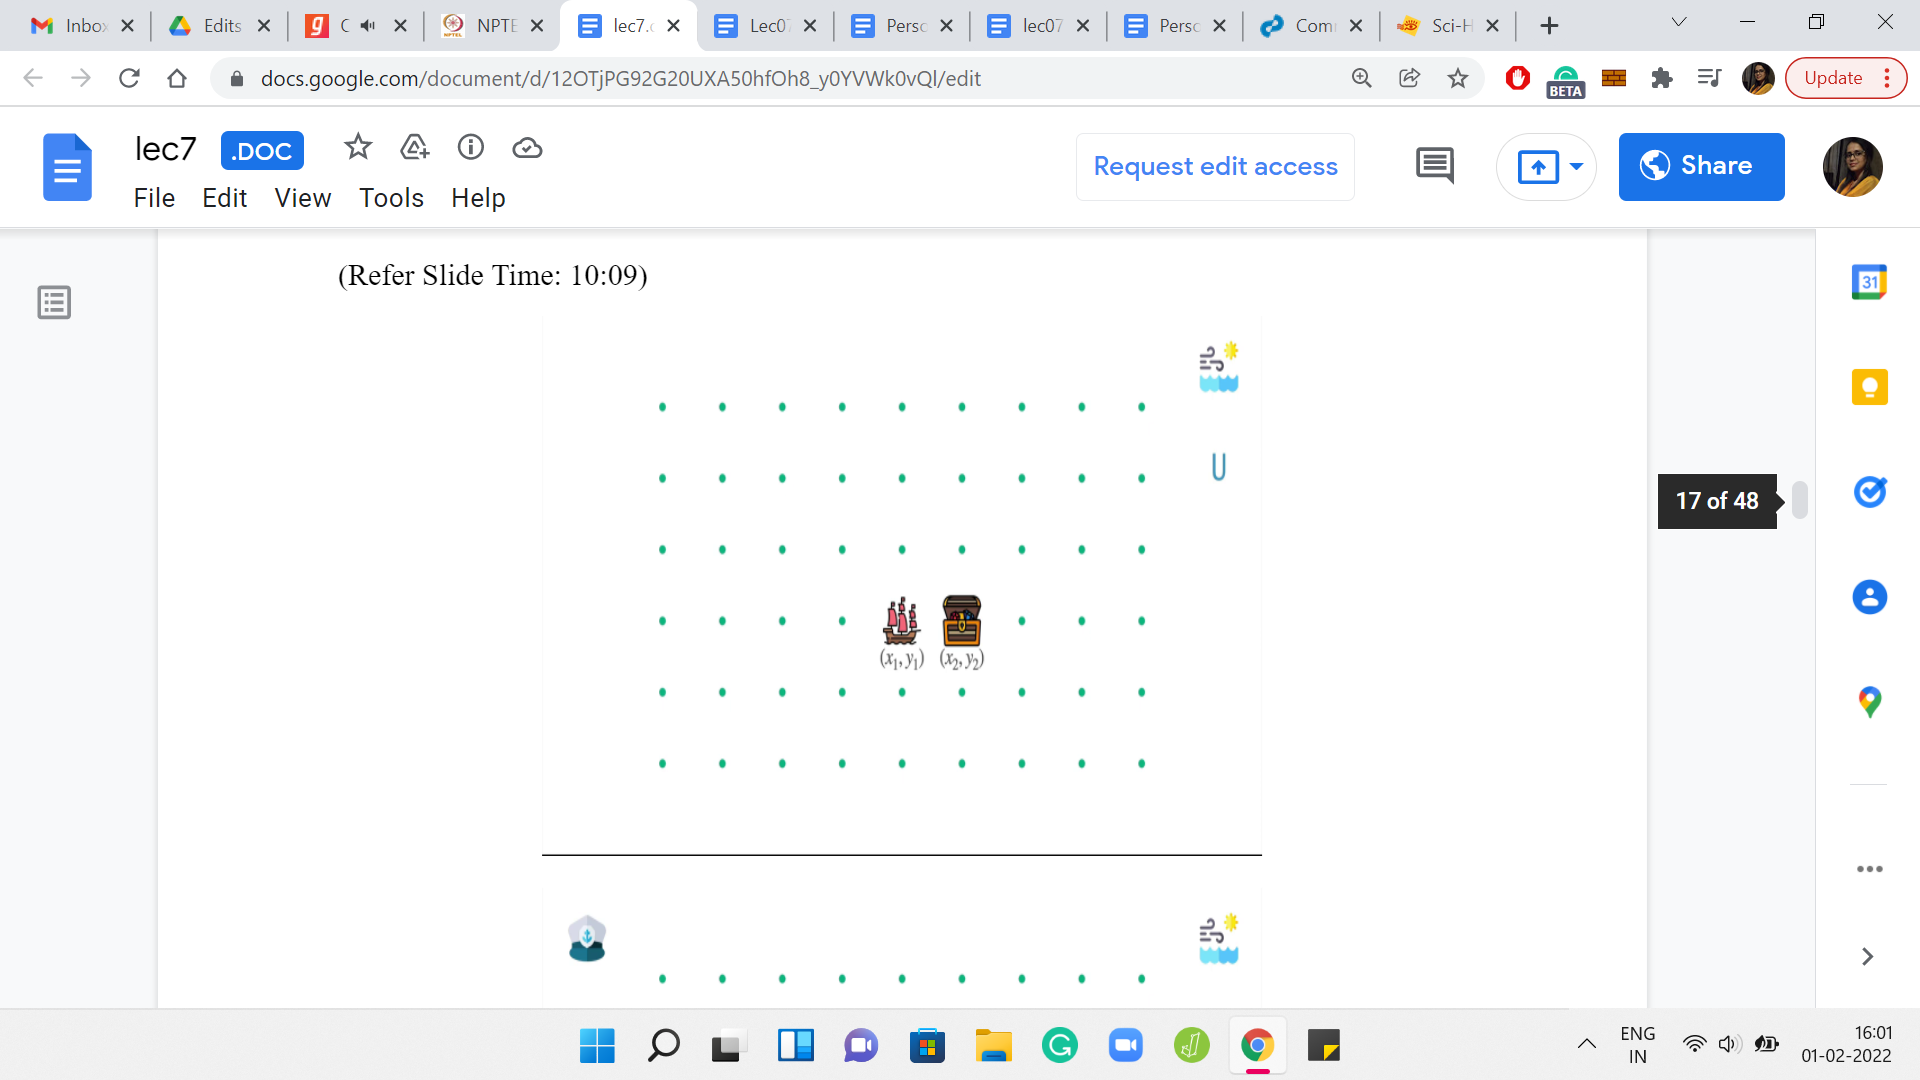 Inbox
Edits
C
NPTE
lec7.c
Lec07
Perso
lec07
Perso
Com
Sci-H
docs.google.com/document/d/12OTjPG92G20UXA50hfOh8_y0YVWk0vQl/edit
BETA
Update
lec7 .DOC
Request edit access
Share
File Edit View Tools Help
(Refer Slide Time: 10:09)
31
U
17 of 48
(x₁, y₁) (x₂, y₂)
ENG
IN
16:01
01-02-2022